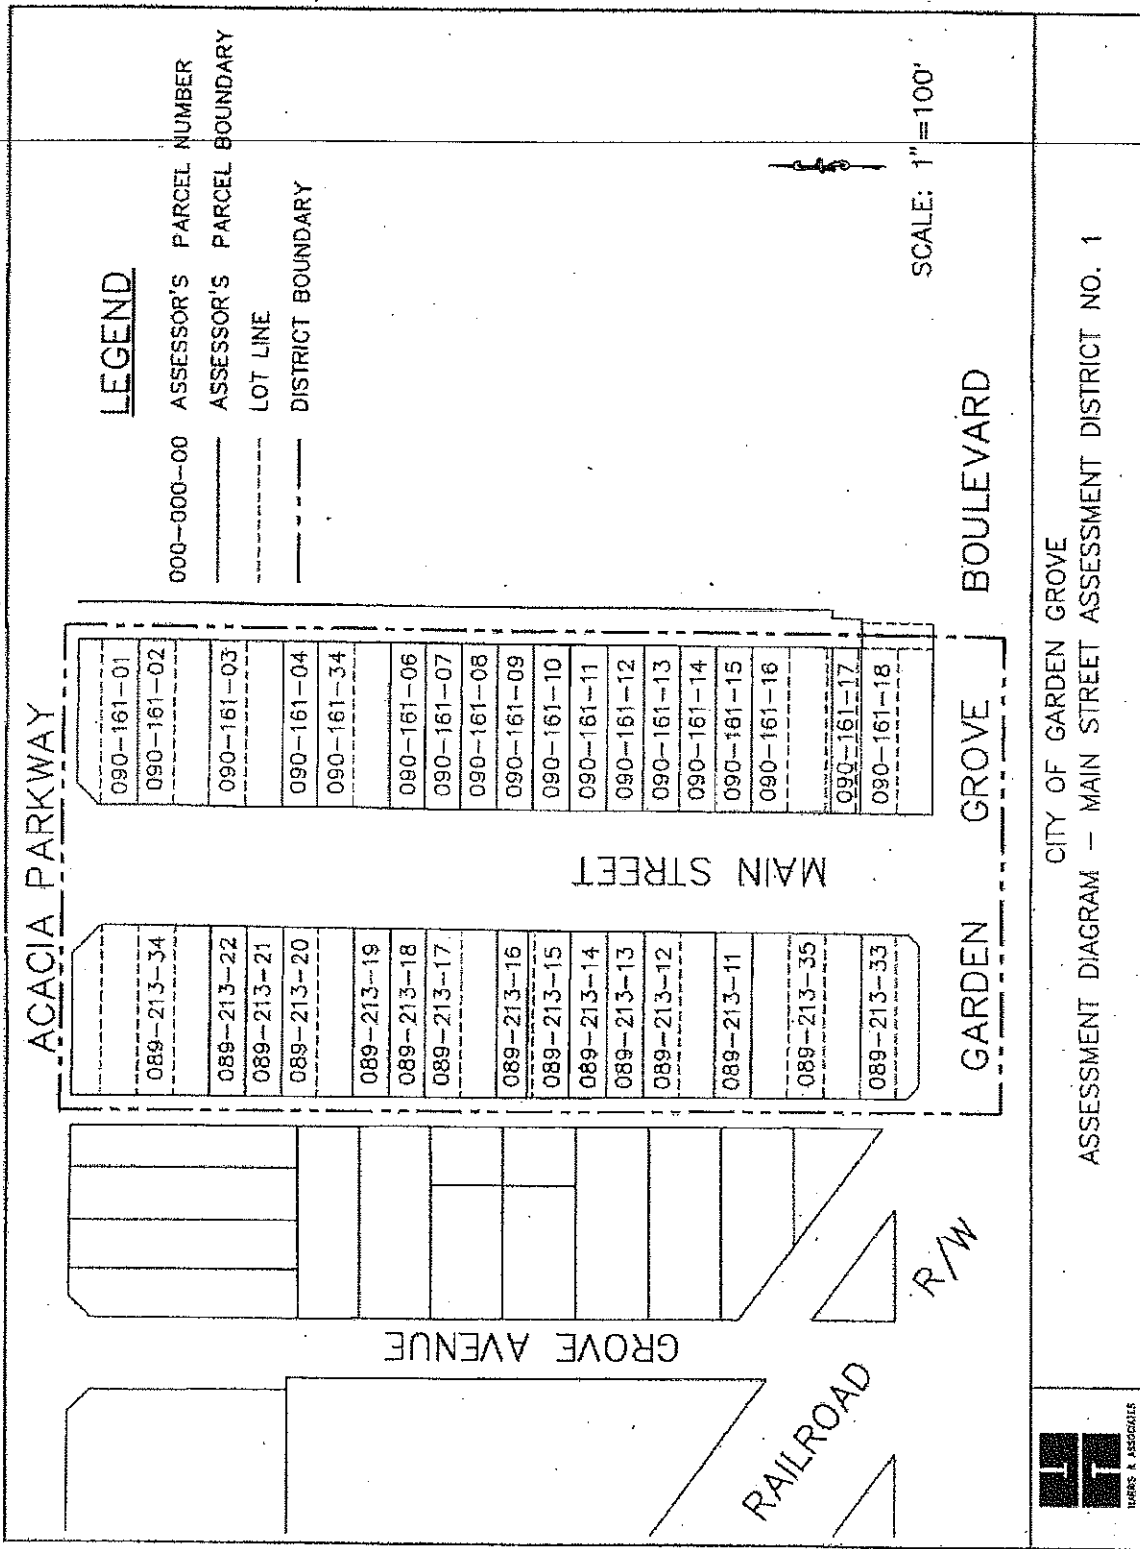 ACACIA PARKWAY
LEGEND
000-000-00 ASSESSOR'S PARCEL NUMBER
ASSESSOR'S PARCEL BOUNDARY
LOT LINE
DISTRICT BOUNDARY
089-213-34
089-213-22
089-213-21
089-213-20
089-213-19
089-213-18
089-213-17
089-213-16
089-213-15
089-213-14
089-213-13
089-213-12
089-213-11
089-213-35
089-213-33
MAIN STREET
090-161-01
090-161-02
090-161-03
090-161-04
090-161-34
090-161-06
090-161-07
090-161-08
090-161-09
090-161-10
090-161-11
090-161-12
090-161-13
090-161-14
090-161-15
090-161-16
090-161-17
090-161-18
GROVE AVENUE
RAILROAD R/W
GARDEN GROVE BOULEVARD
SCALE: 1"=100'
CITY OF GARDEN GROVE
ASSESSMENT DIAGRAM - MAIN STREET ASSESSMENT DISTRICT NO. 1
HARRIS & ASSOCIATES